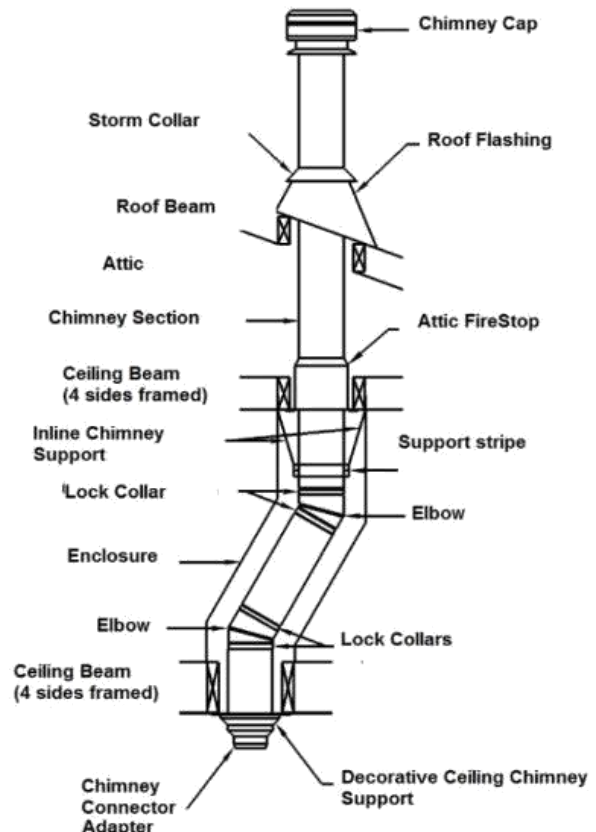 Chimney Cap
Storm Collar
Roof Flashing
Roof Beam
Attic
Chimney Section
Attic FireStop
Ceiling Beam
(4 sides framed)
Inline Chimney
Support
Support stripe
Lock Collar
Elbow
Enclosure
Elbow
Lock Collars
Ceiling Beam
(4 sides framed)
Decorative Ceiling Chimney
Support
Chimney
Connector
Adapter